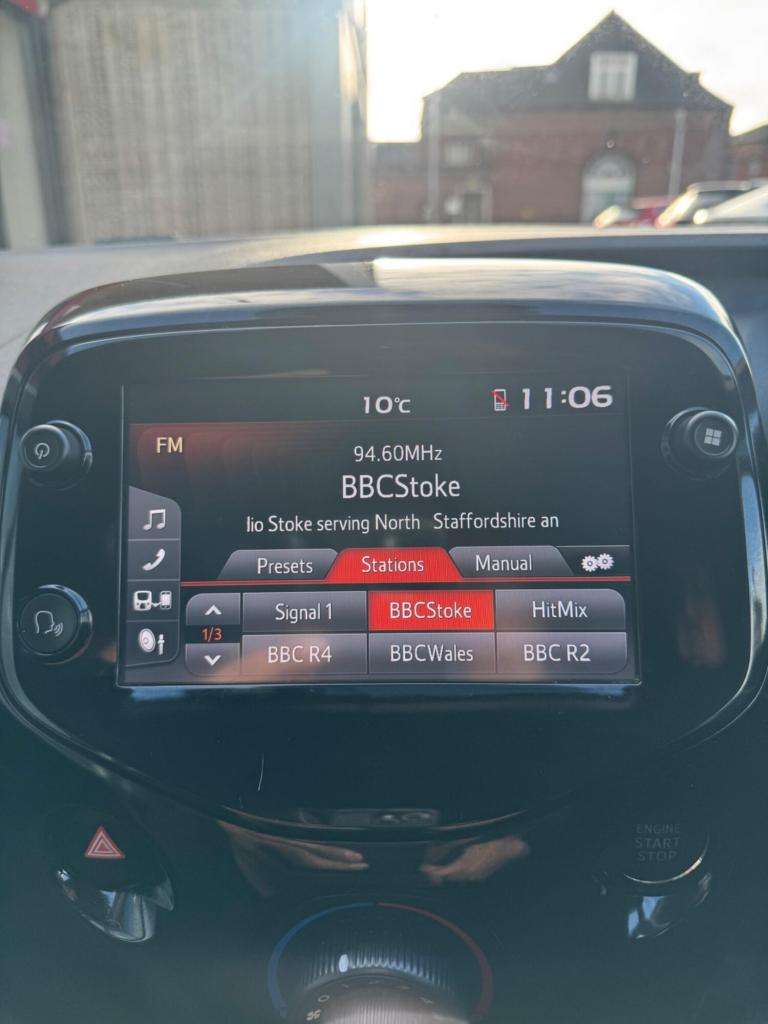 10°C 11:06
FM
94.60MHz
BBCStoke
lio Stoke serving North Staffordshire an
Presets Stations Manual
1/3
Signal 1 BBCStoke HitMix
BBC R4 BBCWales BBC R2
ENGINE
START
STOP